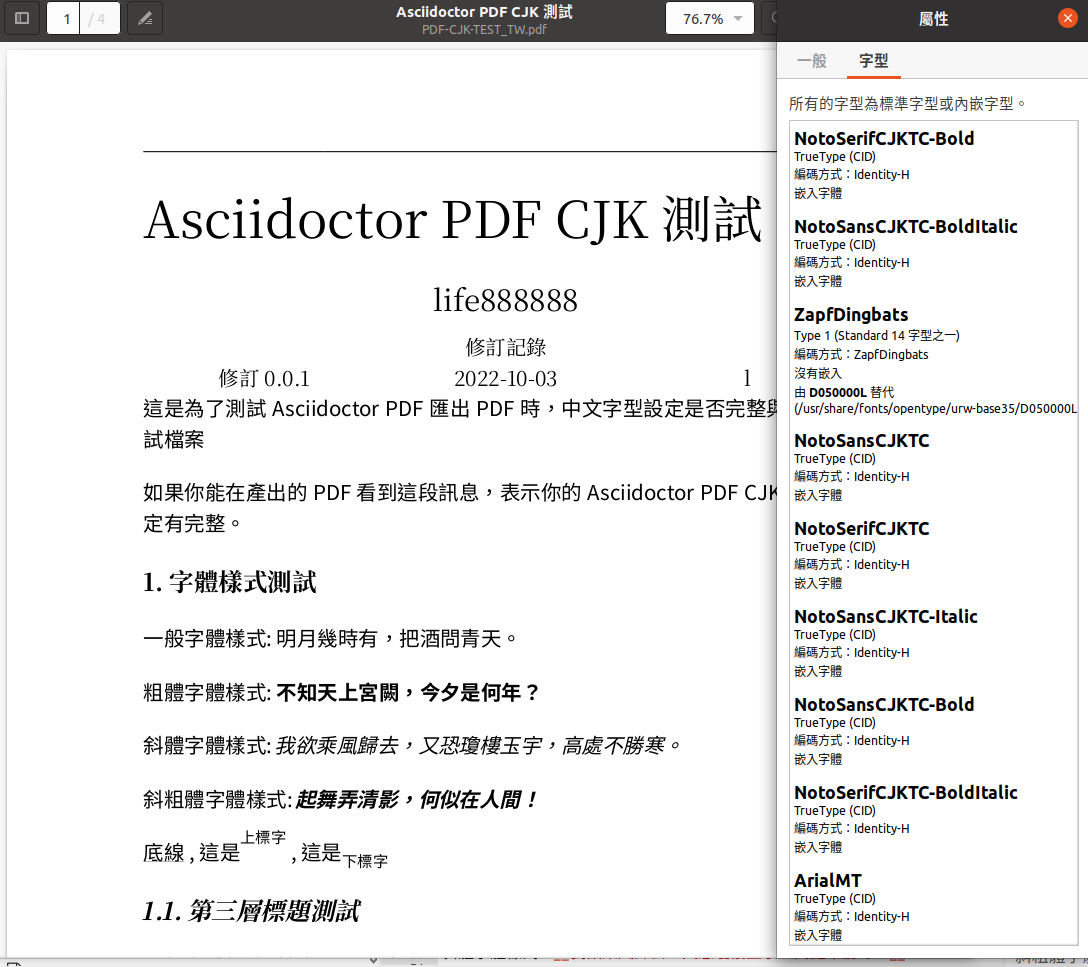 1 / 4
Asciidoctor PDF CJK 測試
PDF-CJK-TEST_TW.pdf
76.7%
Asciidoctor PDF CJK 測試
life888888
修訂記錄
修訂 0.0.1 2022-10-03 l
這是為了測試 Asciidoctor PDF 匯出 PDF 時，中文字型設定是否完整與
試檔案
如果你能在產出的 PDF 看到這段訊息，表示你的 Asciidoctor PDF CJK
定有完整。
1. 字體樣式測試
一般字體樣式: 明月幾時有，把酒問青天。
粗體字體樣式: 不知天上宮闕，今夕是何年？
斜體字體樣式: 我欲乘風歸去，又恐瓊樓玉宇，高處不勝寒。
斜粗體字體樣式: 起舞弄清影，何似在人間！
底線 , 這是上標字 , 這是下標字
1.1. 第三層標題測試
屬性
一般 字型
所有的字型為標準字型或內嵌字型。
NotoSerifCJKTC-Bold
TrueType (CID)
編碼方式：Identity-H
嵌入字體
NotoSansCJKTC-BoldItalic
TrueType (CID)
編碼方式：Identity-H
嵌入字體
ZapfDingbats
Type 1 (Standard 14 字型之一)
編碼方式：ZapfDingbats
沒有嵌入
由 D050000L 替代
(/usr/share/fonts/opentype/urw-base35/D050000L
NotoSansCJKTC
TrueType (CID)
編碼方式：Identity-H
嵌入字體
NotoSerifCJKTC
TrueType (CID)
編碼方式：Identity-H
嵌入字體
NotoSansCJKTC-Italic
TrueType (CID)
編碼方式：Identity-H
嵌入字體
NotoSansCJKTC-Bold
TrueType (CID)
編碼方式：Identity-H
嵌入字體
NotoSerifCJKTC-BoldItalic
TrueType (CID)
編碼方式：Identity-H
嵌入字體
ArialMT
TrueType (CID)
編碼方式：Identity-H
嵌入字體